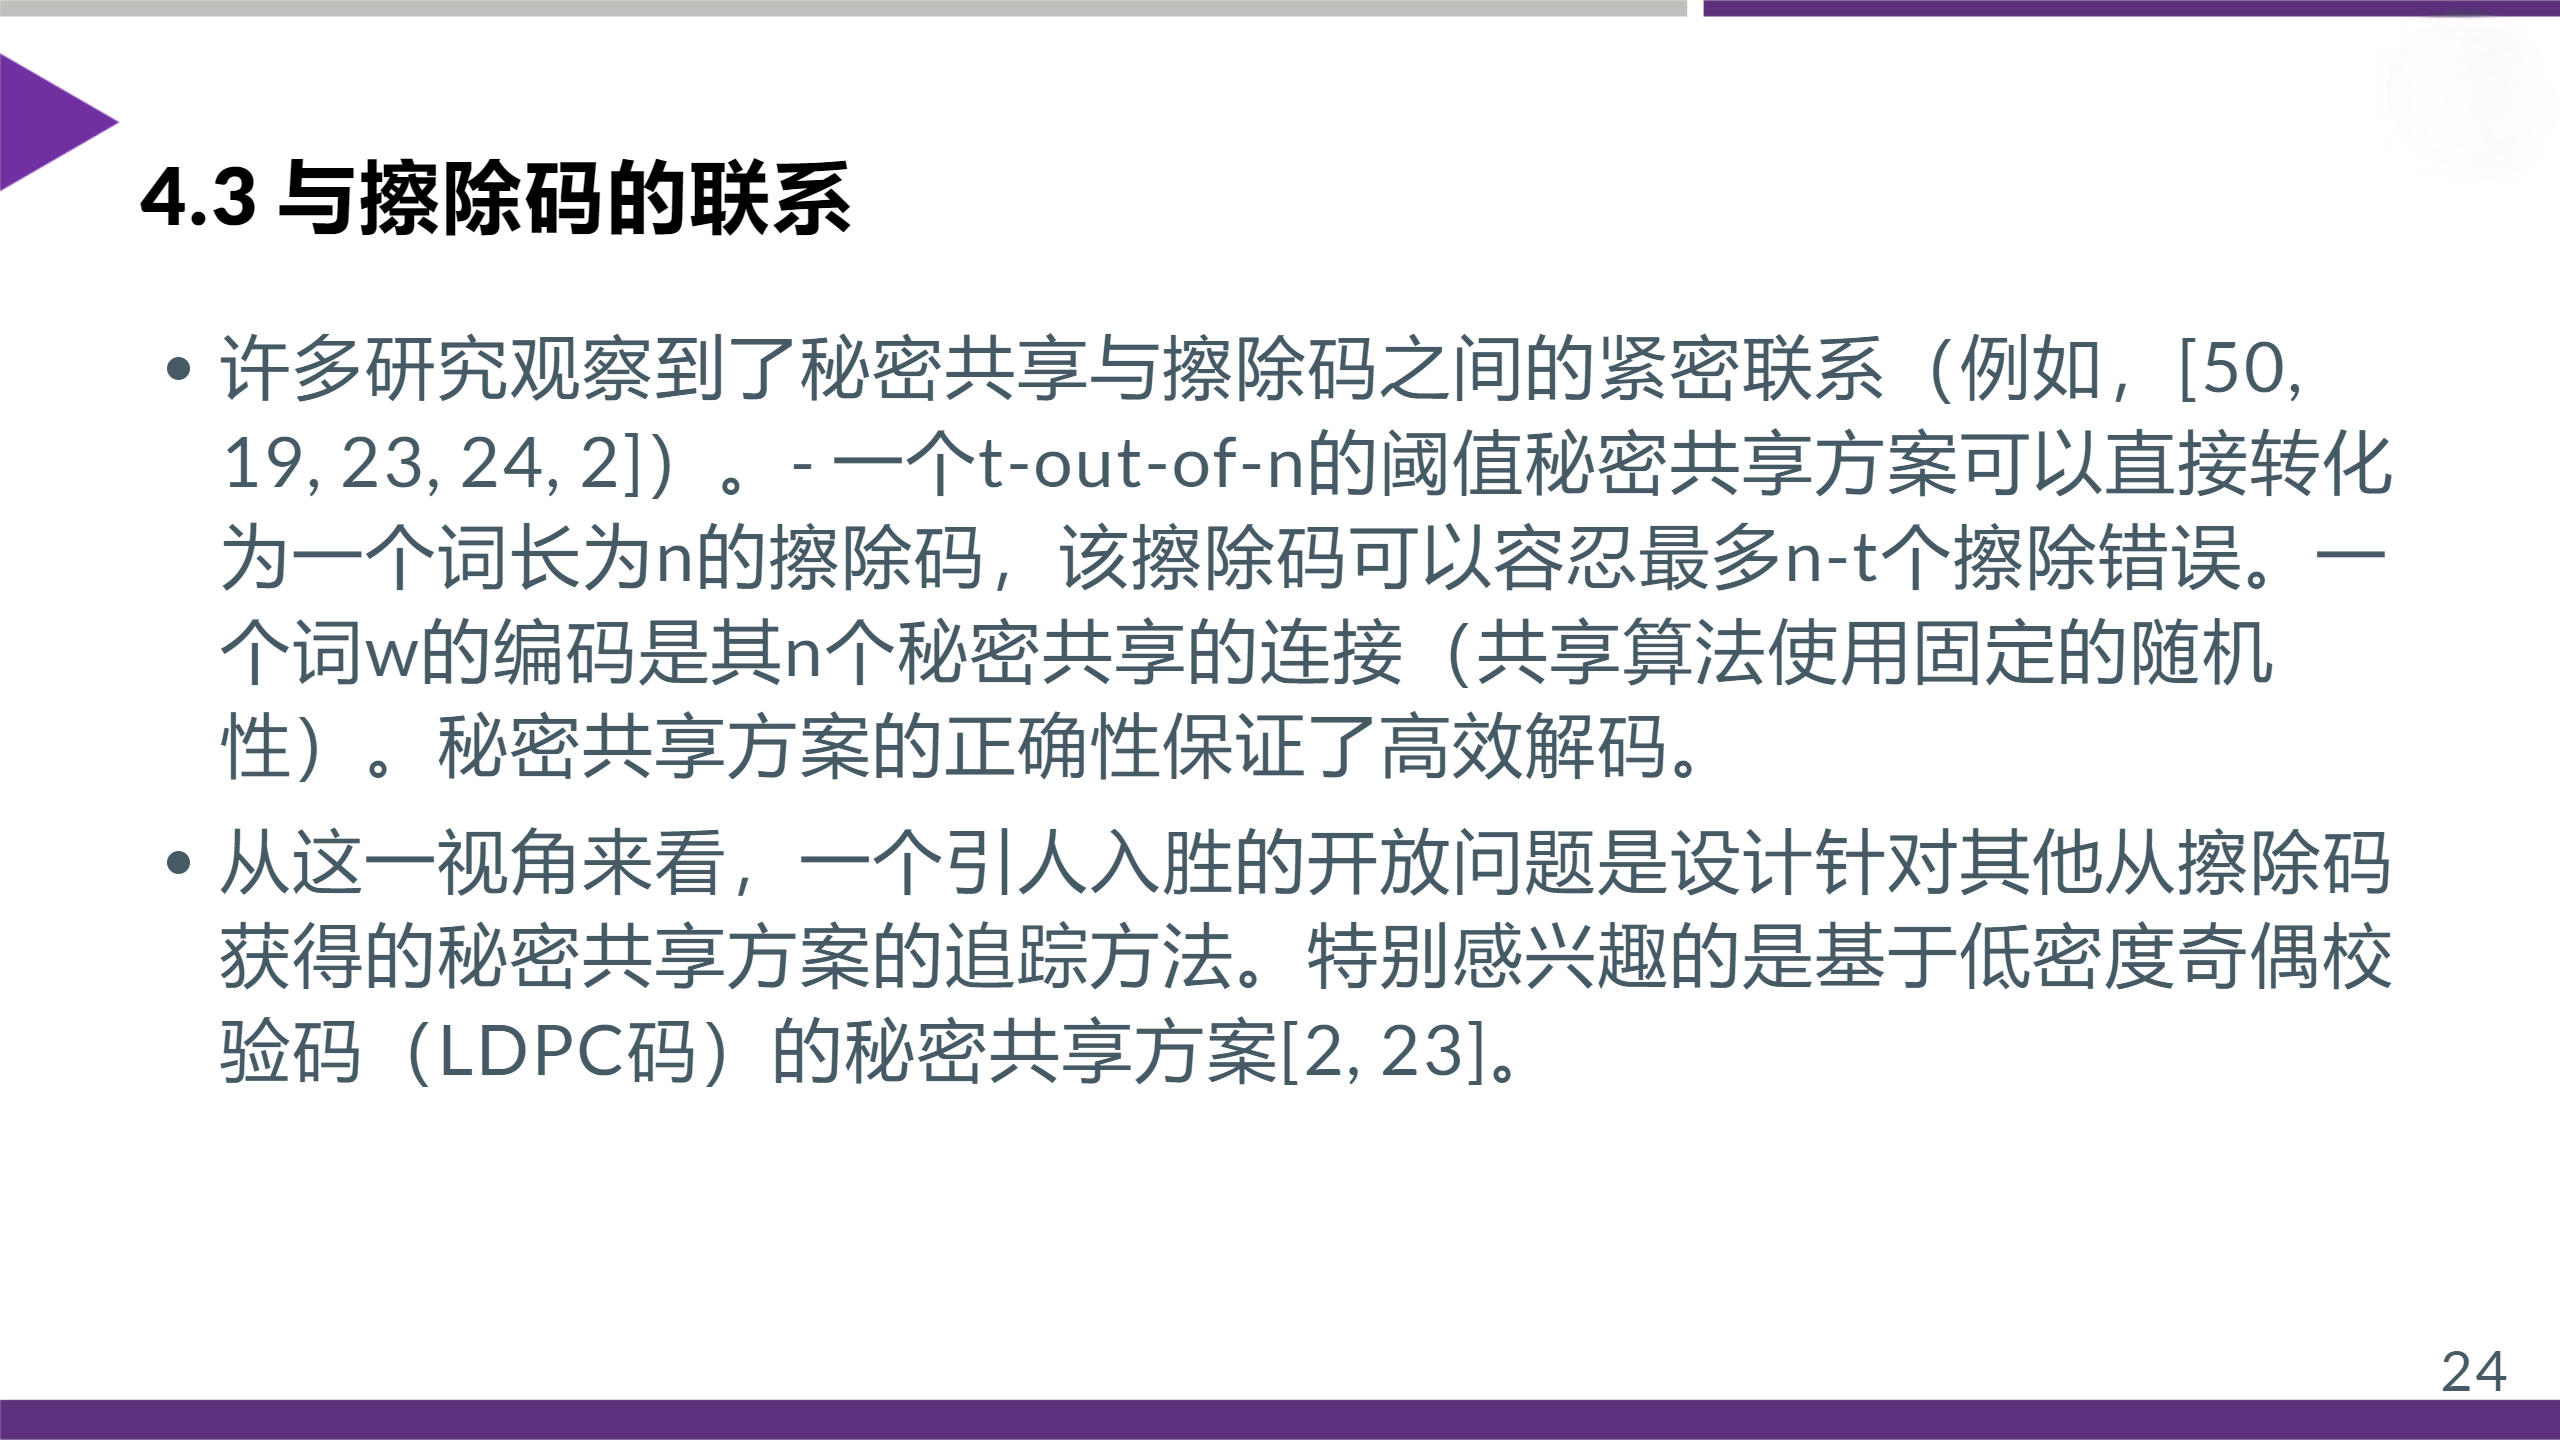 4.3 与擦除码的联系
• 许多研究观察到了秘密共享与擦除码之间的紧密联系（例如，[50,
19, 23, 24, 2]）。- 一个t-out-of-n的阈值秘密共享方案可以直接转化
为一个词长为n的擦除码，该擦除码可以容忍最多n-t个擦除错误。一
个词w的编码是其n个秘密共享的连接（共享算法使用固定的随机
性）。秘密共享方案的正确性保证了高效解码。
• 从这一视角来看，一个引人入胜的开放问题是设计针对其他从擦除码
获得的秘密共享方案的追踪方法。特别感兴趣的是基于低密度奇偶校
验码（LDPC码）的秘密共享方案[2, 23]。
24